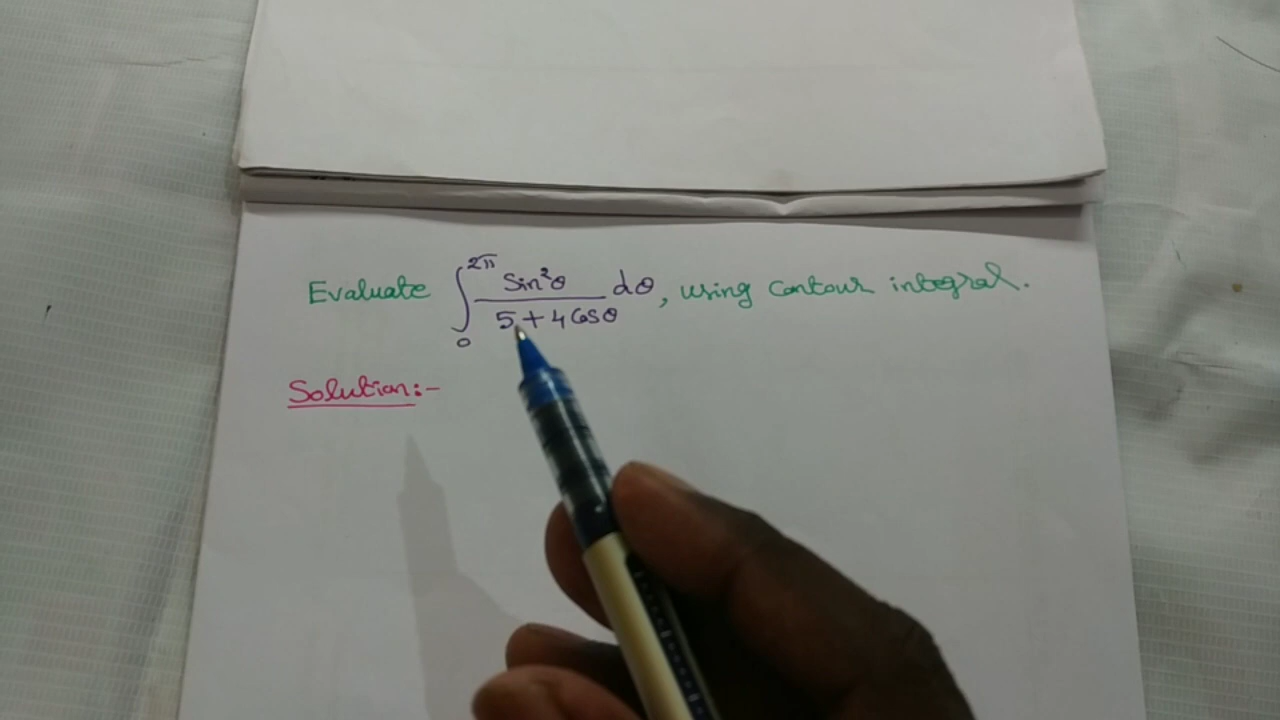 Evaluate ∫₀^2π Sin²θ / 5+4Cosθ dθ, using contour integral.
Solution:-